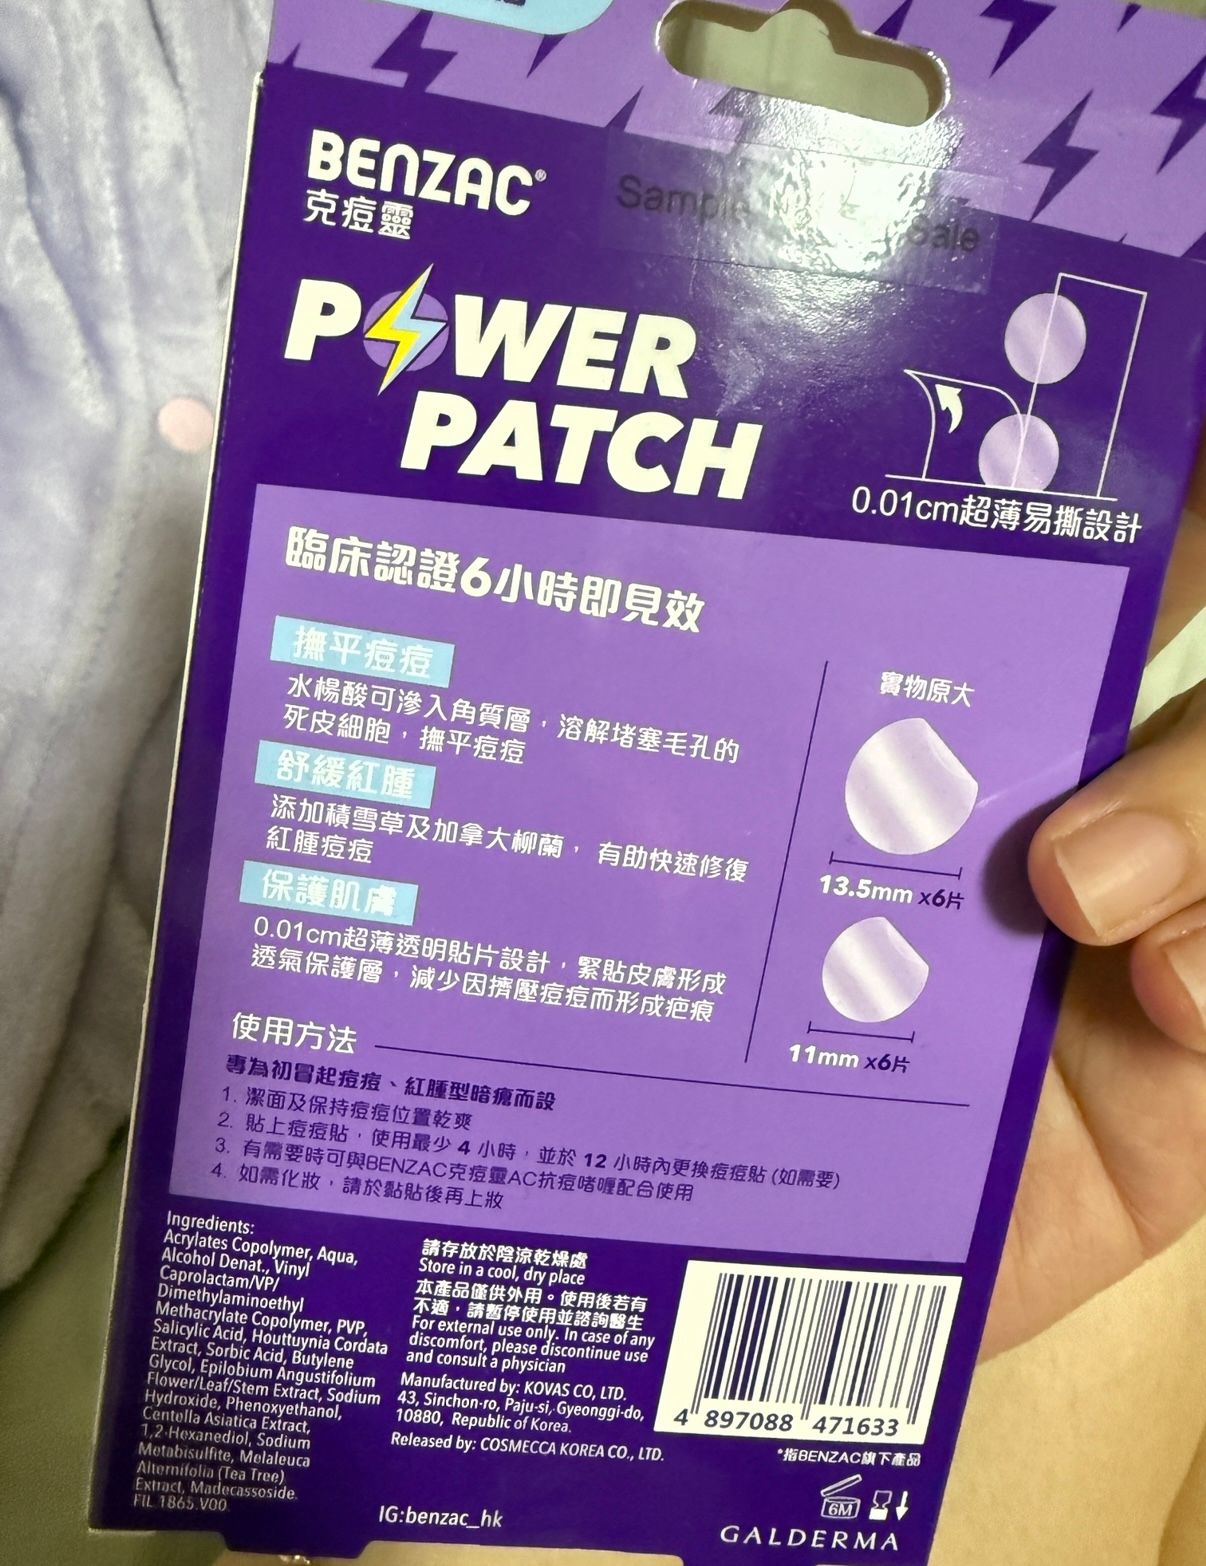 BENZAC®
克痘靈
Sample
Sale
POWER
PATCH
0.01cm超薄易撕設計
臨床認證6小時即見效
撫平痘痘
水楊酸可滲入角質層，溶解堵塞毛孔的
死皮細胞，撫平痘痘
舒緩紅腫
添加積雪草及加拿大柳蘭，有助快速修復
紅腫痘痘
保護肌膚
0.01cm超薄透明貼片設計，緊貼皮膚形成
透氣保護層，減少因擠壓痘痘而形成疤痕
實物原大
13.5mm x6片
11mm x6片
使用方法
專為初冒起痘痘、紅腫型暗瘡而設
1. 潔面及保持痘痘位置乾爽
2. 貼上痘痘貼，使用最少 4 小時，並於 12 小時內更換痘痘貼 (如需要)
3. 有需要時可與BENZAC克痘靈AC抗痘啫喱配合使用
4. 如需化妝，請於黏貼後再上妝
Ingredients:
Acrylates Copolymer, Aqua,
Alcohol Denat., Vinyl
Caprolactam/VP/
Dimethylaminoethyl
Methacrylate Copolymer, PVP,
Salicylic Acid, Houttuynia Cordata
Extract, Sorbic Acid, Butylene
Glycol, Epilobium Angustifolium
Flower/Leaf/Stem Extract, Sodium
Hydroxide, Phenoxyethanol,
Centella Asiatica Extract,
1,2-Hexanediol, Sodium
Metabisulfite, Melaleuca
Alternifolia (Tea Tree)
Extract, Madecassoside.
FIL 1865.V00
請存放於陰涼乾燥處
Store in a cool, dry place
本產品僅供外用。使用後若有
不適，請暫停使用並諮詢醫生
For external use only. In case of any
discomfort, please discontinue use
and consult a physician
Manufactured by: KOVAS CO, LTD.
43, Sinchon-ro, Paju-si, Gyeonggi-do,
10880, Republic of Korea.
Released by: COSMECCA KOREA CO., LTD.
IG:benzac_hk
4 897088 471633
*指BENZAC旗下產品
6M
GALDERMA